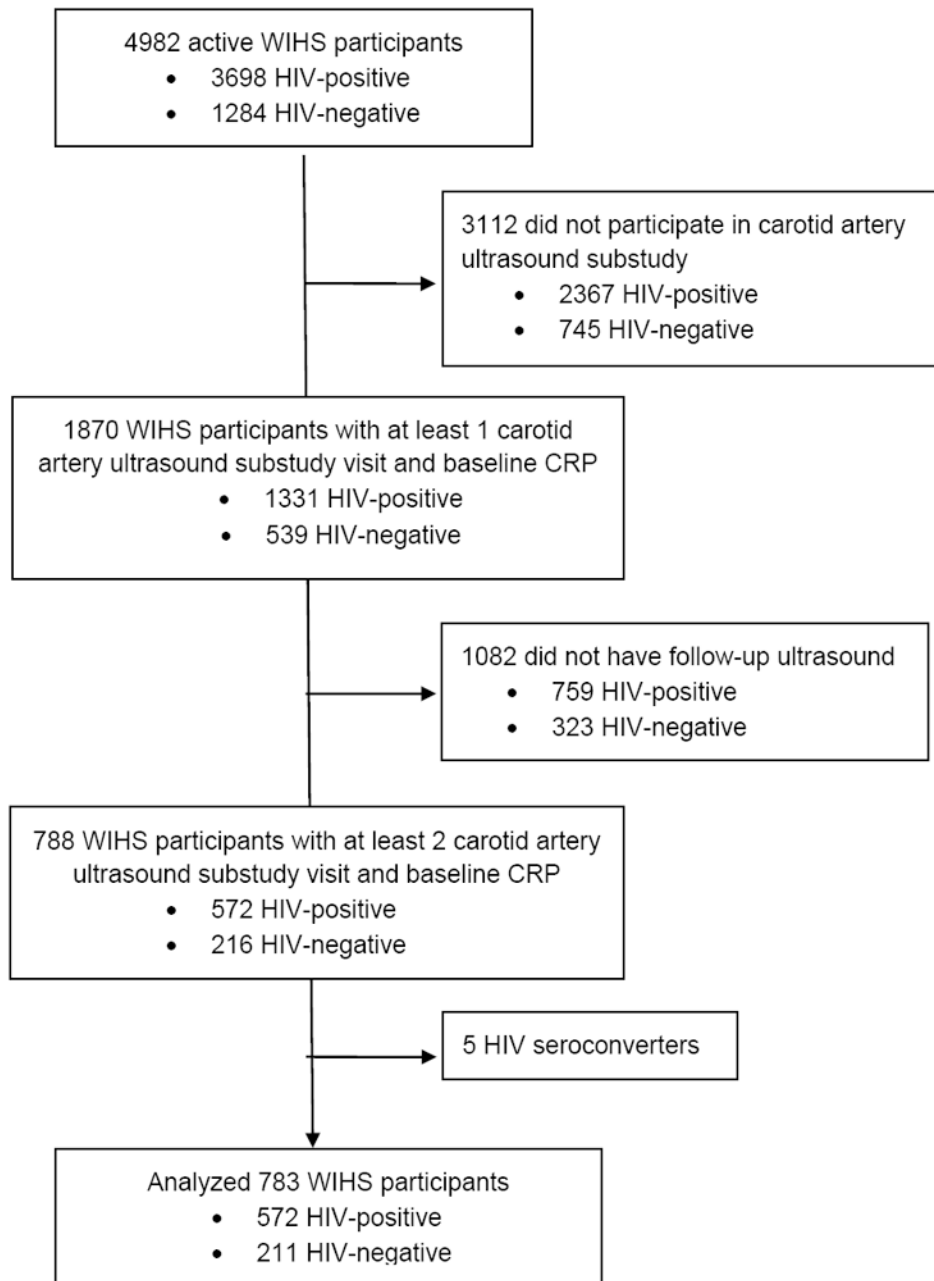 4982 active WIHS participants
• 3698 HIV-positive
• 1284 HIV-negative
3112 did not participate in carotid artery
ultrasound substudy
• 2367 HIV-positive
• 745 HIV-negative
1870 WIHS participants with at least 1 carotid
artery ultrasound substudy visit and baseline CRP
• 1331 HIV-positive
• 539 HIV-negative
1082 did not have follow-up ultrasound
• 759 HIV-positive
• 323 HIV-negative
788 WIHS participants with at least 2 carotid artery
ultrasound substudy visit and baseline CRP
• 572 HIV-positive
• 216 HIV-negative
5 HIV seroconverters
Analyzed 783 WIHS participants
• 572 HIV-positive
• 211 HIV-negative